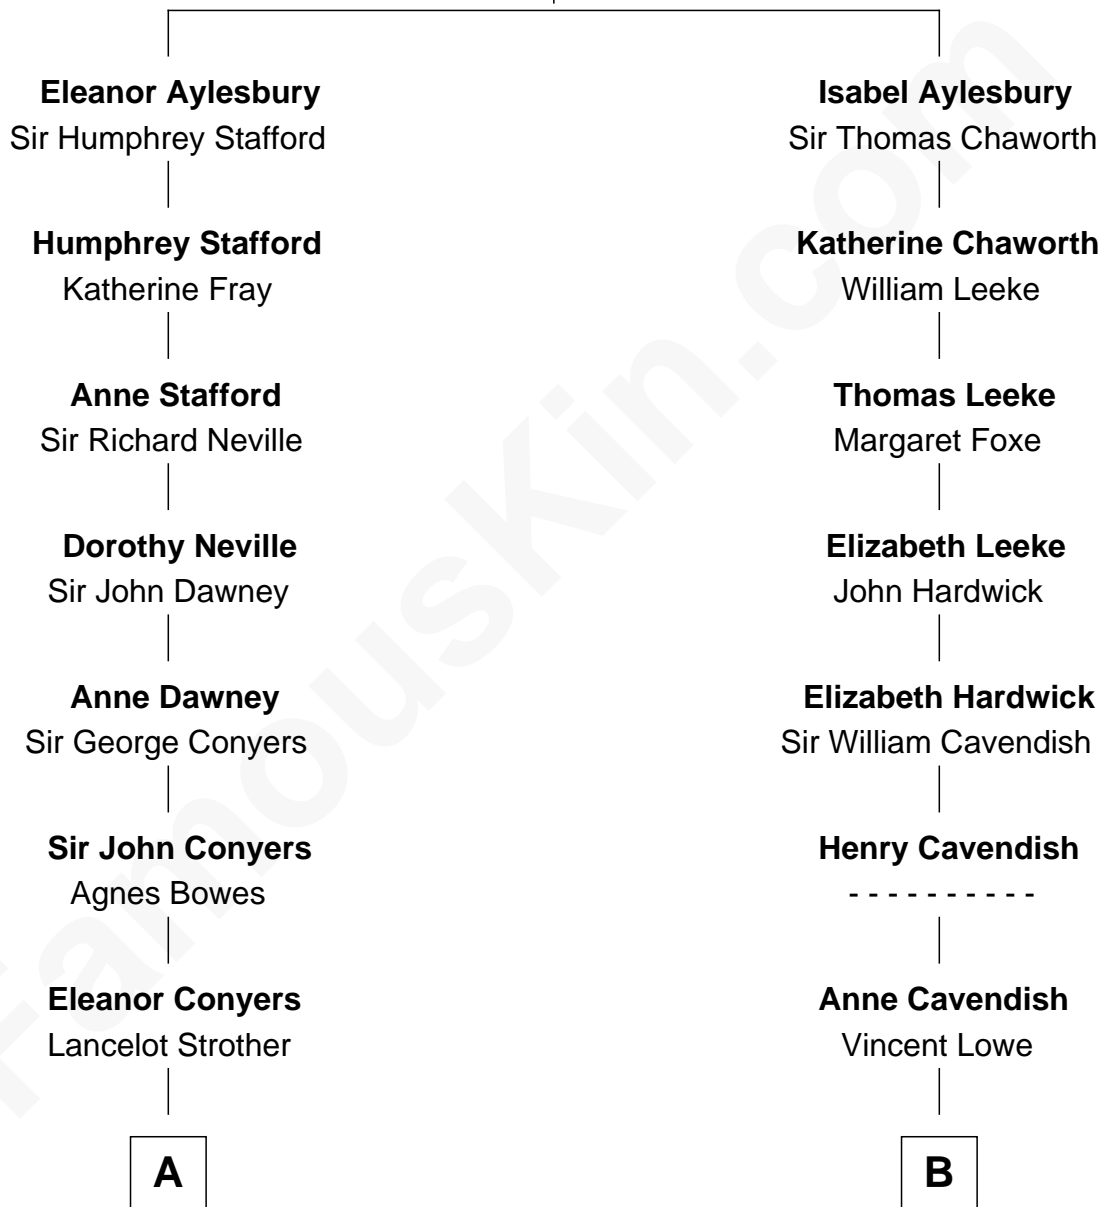 Eleanor Aylesbury
Sir Humphrey Stafford
Humphrey Stafford
Katherine Fray
Anne Stafford
Sir Richard Neville
Dorothy Neville
Sir John Dawney
Anne Dawney
Sir George Conyers
Sir John Conyers
Agnes Bowes
Eleanor Conyers
Lancelot Strother
A
Isabel Aylesbury
Sir Thomas Chaworth
Katherine Chaworth
William Leeke
Thomas Leeke
Margaret Foxe
Elizabeth Leeke
John Hardwick
Elizabeth Hardwick
Sir William Cavendish
Henry Cavendish
- - - - - - - - - -
Anne Cavendish
Vincent Lowe
B
FamousKin.com